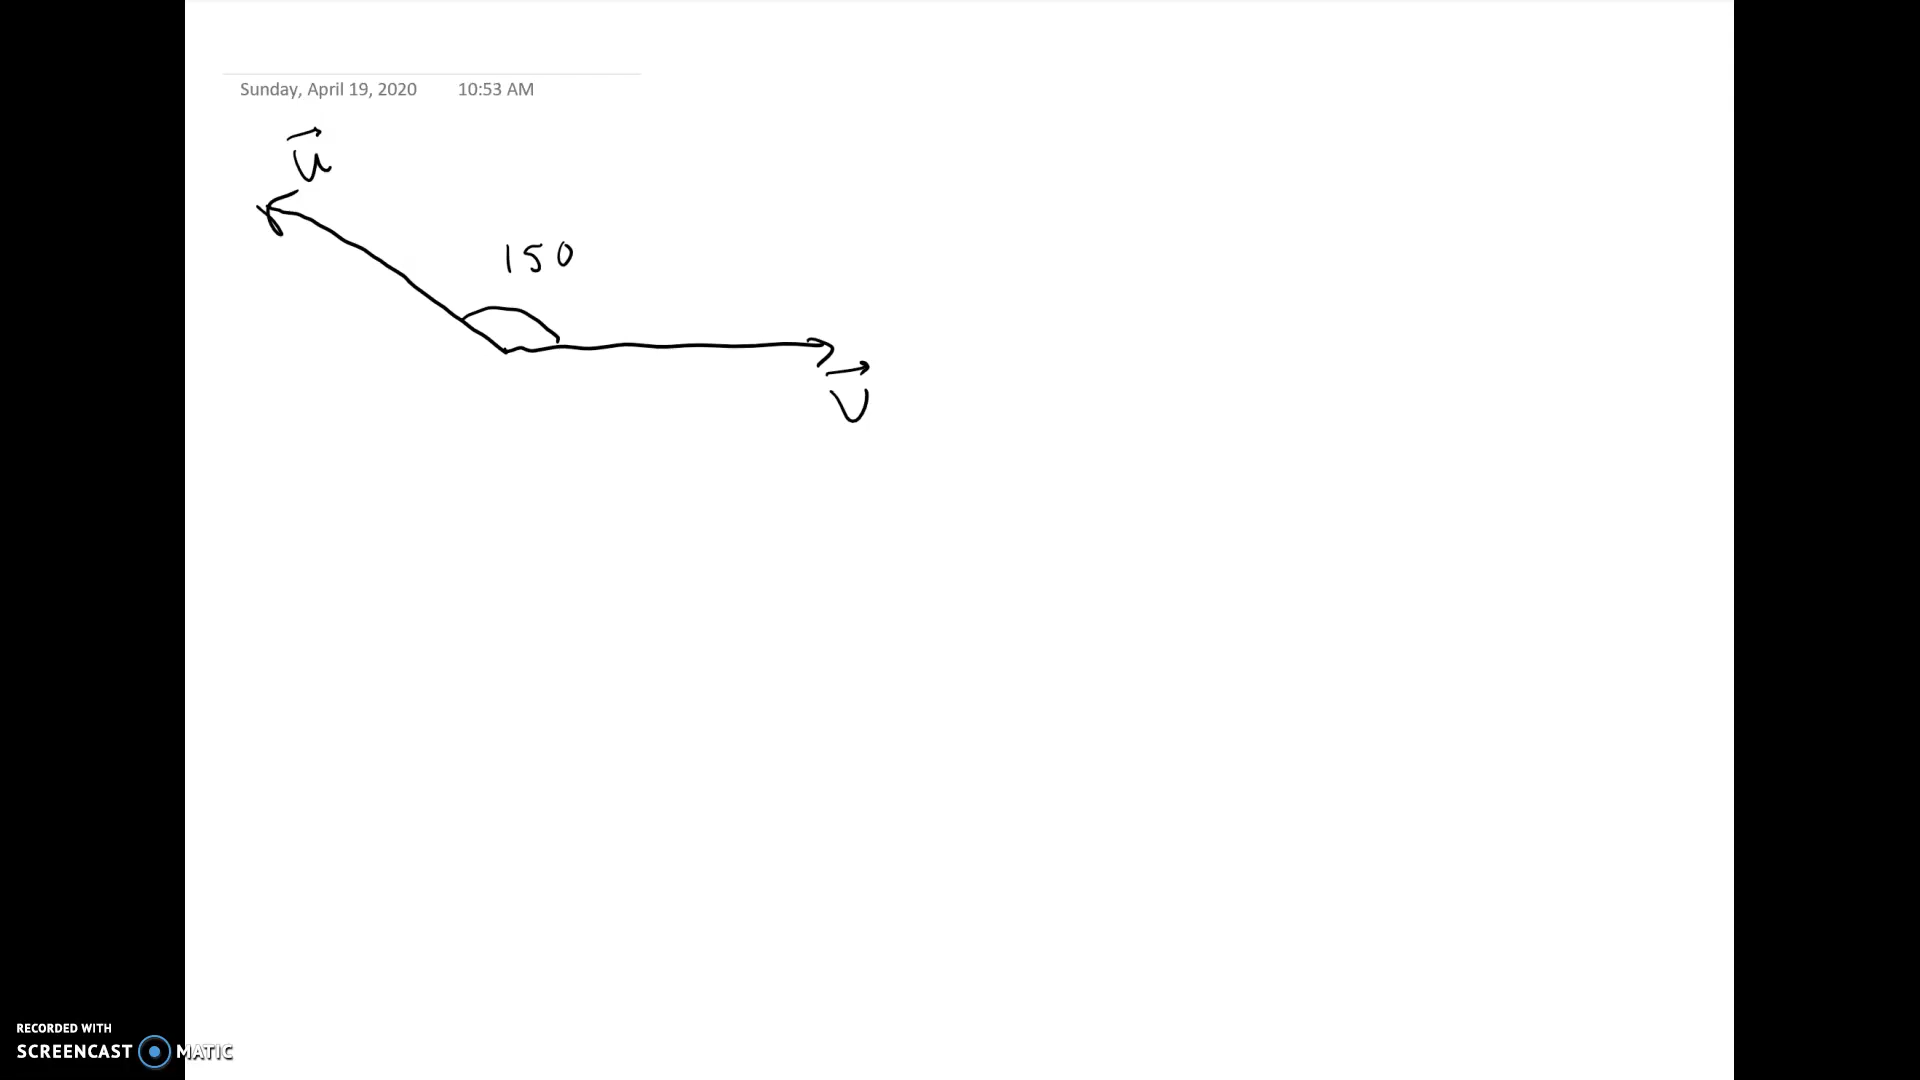 Sunday, April 19, 2020 10:53 AM
u
150
v
RECORDED WITH
SCREENCAST MATIC